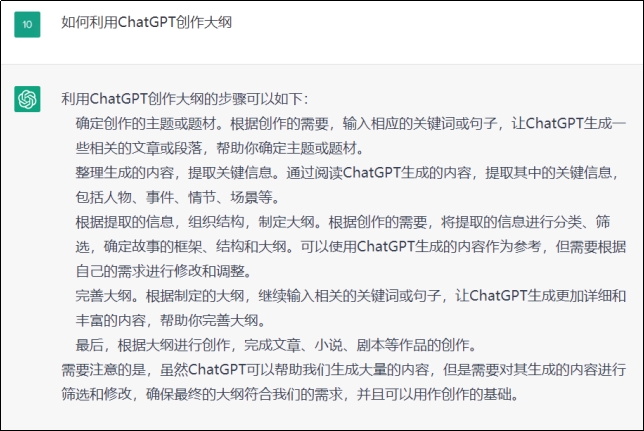 10
如何利用ChatGPT创作大纲
利用ChatGPT创作大纲的步骤可以如下：
确定创作的主题或题材。根据创作的需要，输入相应的关键词或句子，让ChatGPT生成一
些相关的文章或段落，帮助你确定主题或题材。
整理生成的内容，提取关键信息。通过阅读ChatGPT生成的内容，提取其中的关键信息，
包括人物、事件、情节、场景等。
根据提取的信息，组织结构，制定大纲。根据创作的需要，将提取的信息进行分类、筛
选，确定故事的框架、结构和大纲。可以使用ChatGPT生成的内容作为参考，但需要根据
自己的需求进行修改和调整。
完善大纲。根据制定的大纲，继续输入相关的关键词或句子，让ChatGPT生成更加详细和
丰富的内容，帮助你完善大纲。
最后，根据大纲进行创作，完成文章、小说、剧本等作品的创作。
需要注意的是，虽然ChatGPT可以帮助我们生成大量的内容，但是需要对其生成的内容进行
筛选和修改，确保最终的大纲符合我们的需求，并且可以用作创作的基础。